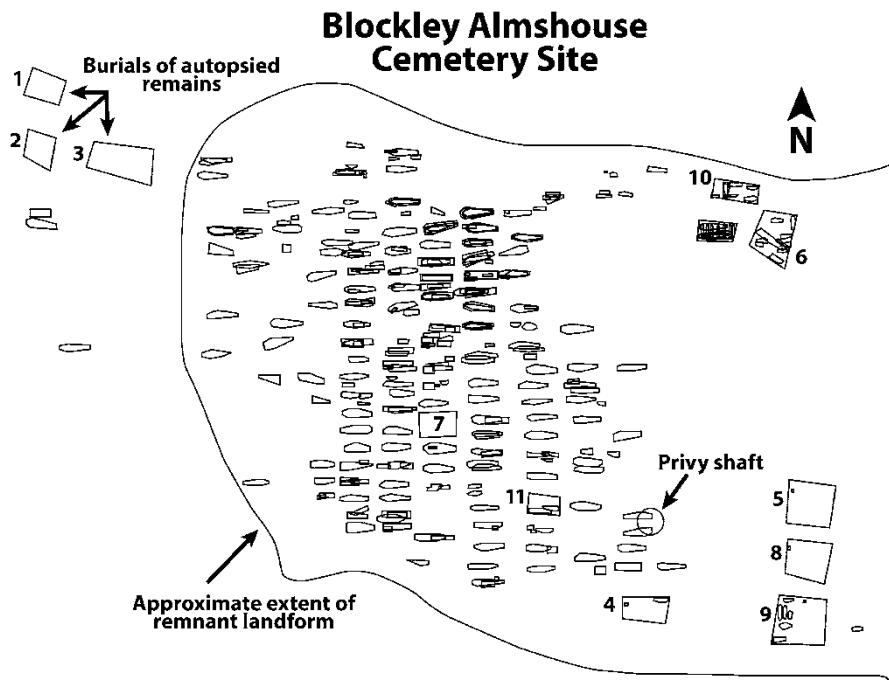 Blockley Almshouse
Cemetery Site
Burials of autopsied
remains
1
2
3
N
10
6
7
11
Privy shaft
5
8
4
9
Approximate extent of
remnant landform